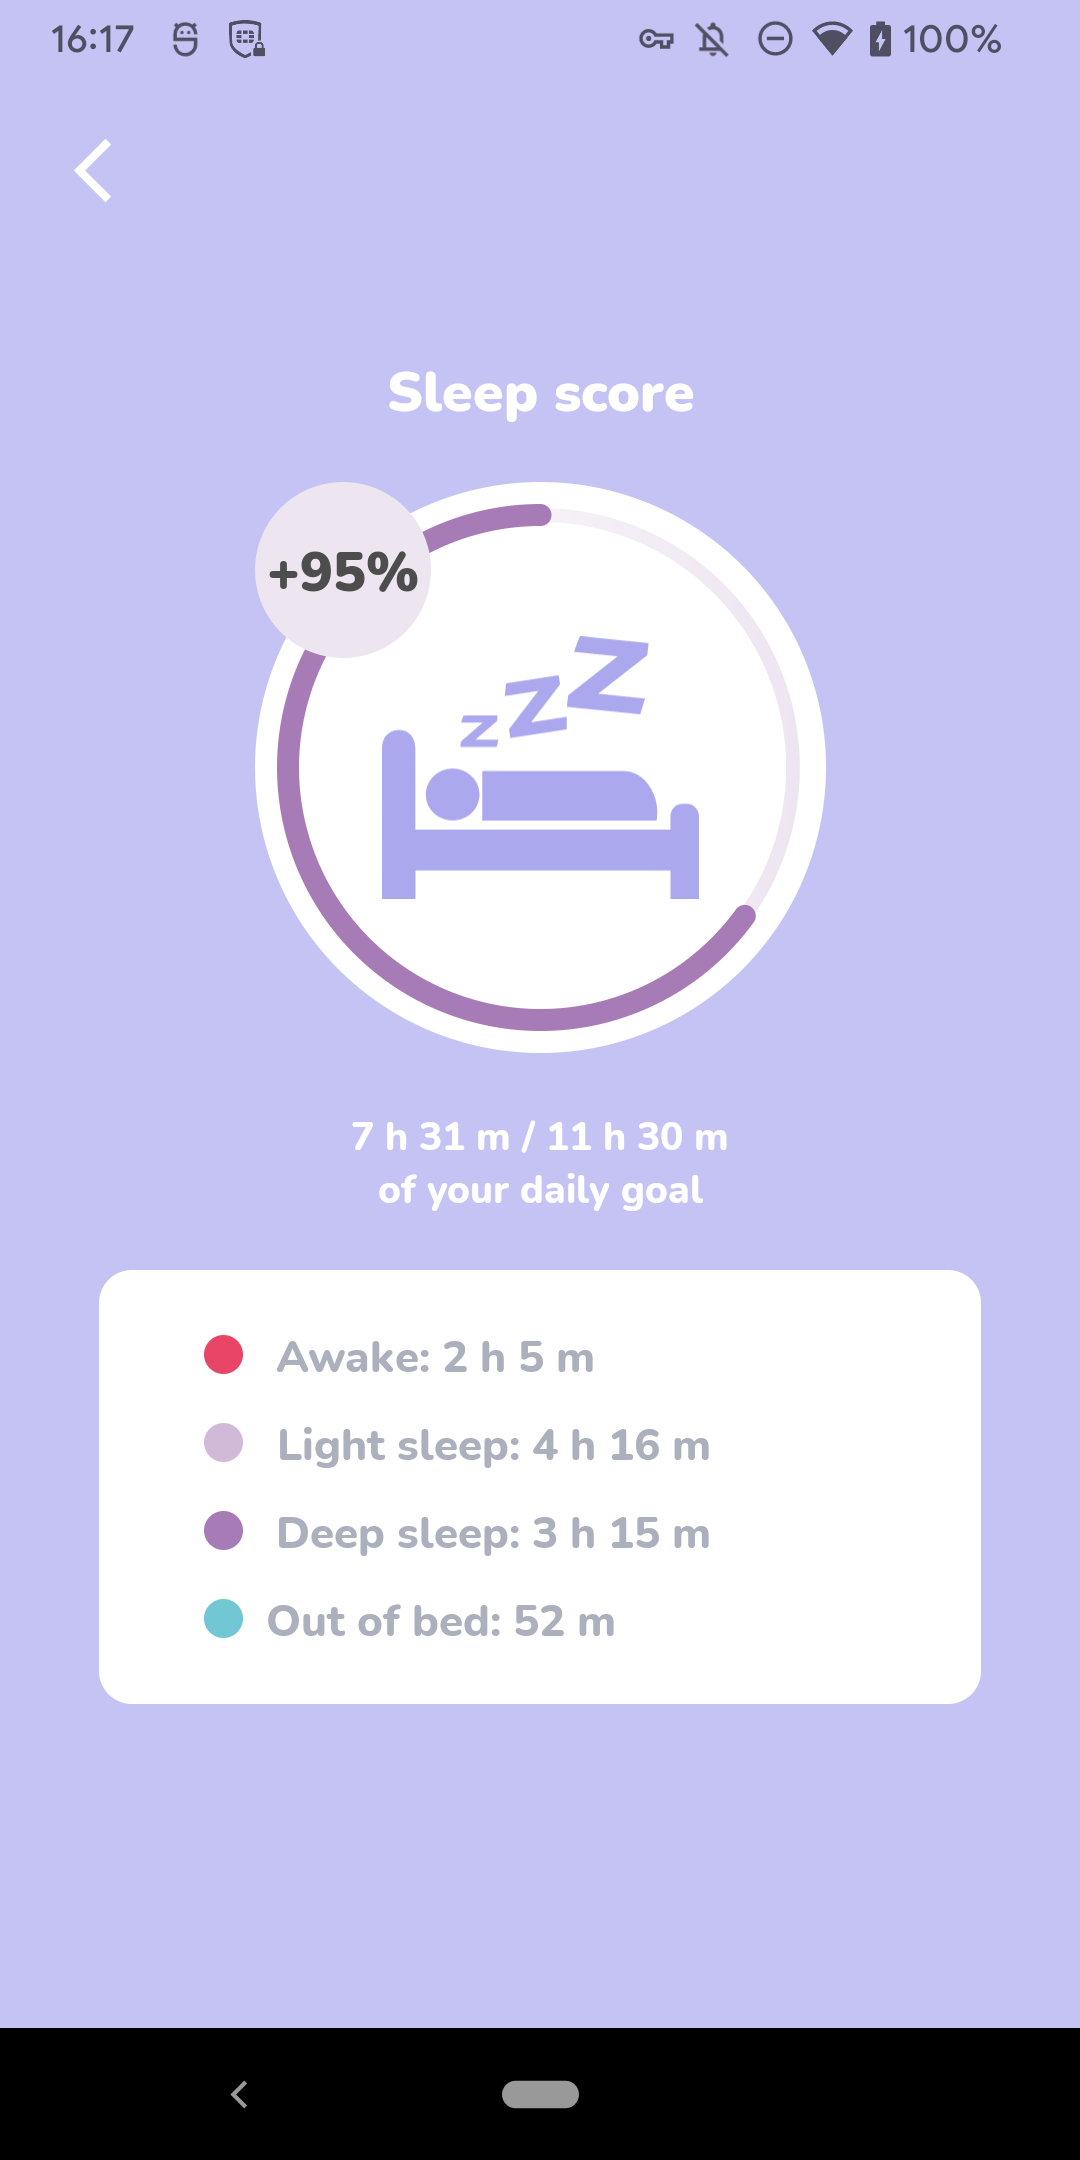 16:17
100%
Sleep score
+95%
z z z
7 h 31 m / 11 h 30 m
of your daily goal
Awake: 2 h 5 m
Light sleep: 4 h 16 m
Deep sleep: 3 h 15 m
Out of bed: 52 m